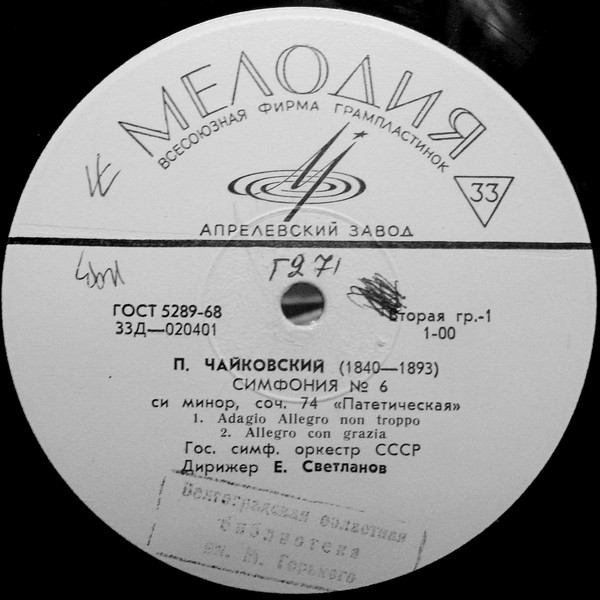 МЕЛОДИЯ
ВСЕСОЮЗНАЯ ФИРМА ГРАМПЛАСТИНОК
33
АПРЕЛЕВСКИЙ ЗАВОД
Г271
ГОСТ 5289-68
Вторая гр.-1
33Д—020401
1-00
П. ЧАЙКОВСКИЙ (1840—1893)
СИМФОНИЯ № 6
си минор, соч. 74 «Патетическая»
1. Adagio Allegro non troppo
2. Allegro con grazia
Гос. симф. оркестр СССР
Дирижер Е. Светланов
Волгоградская областная
библиотека
им. М. Горького